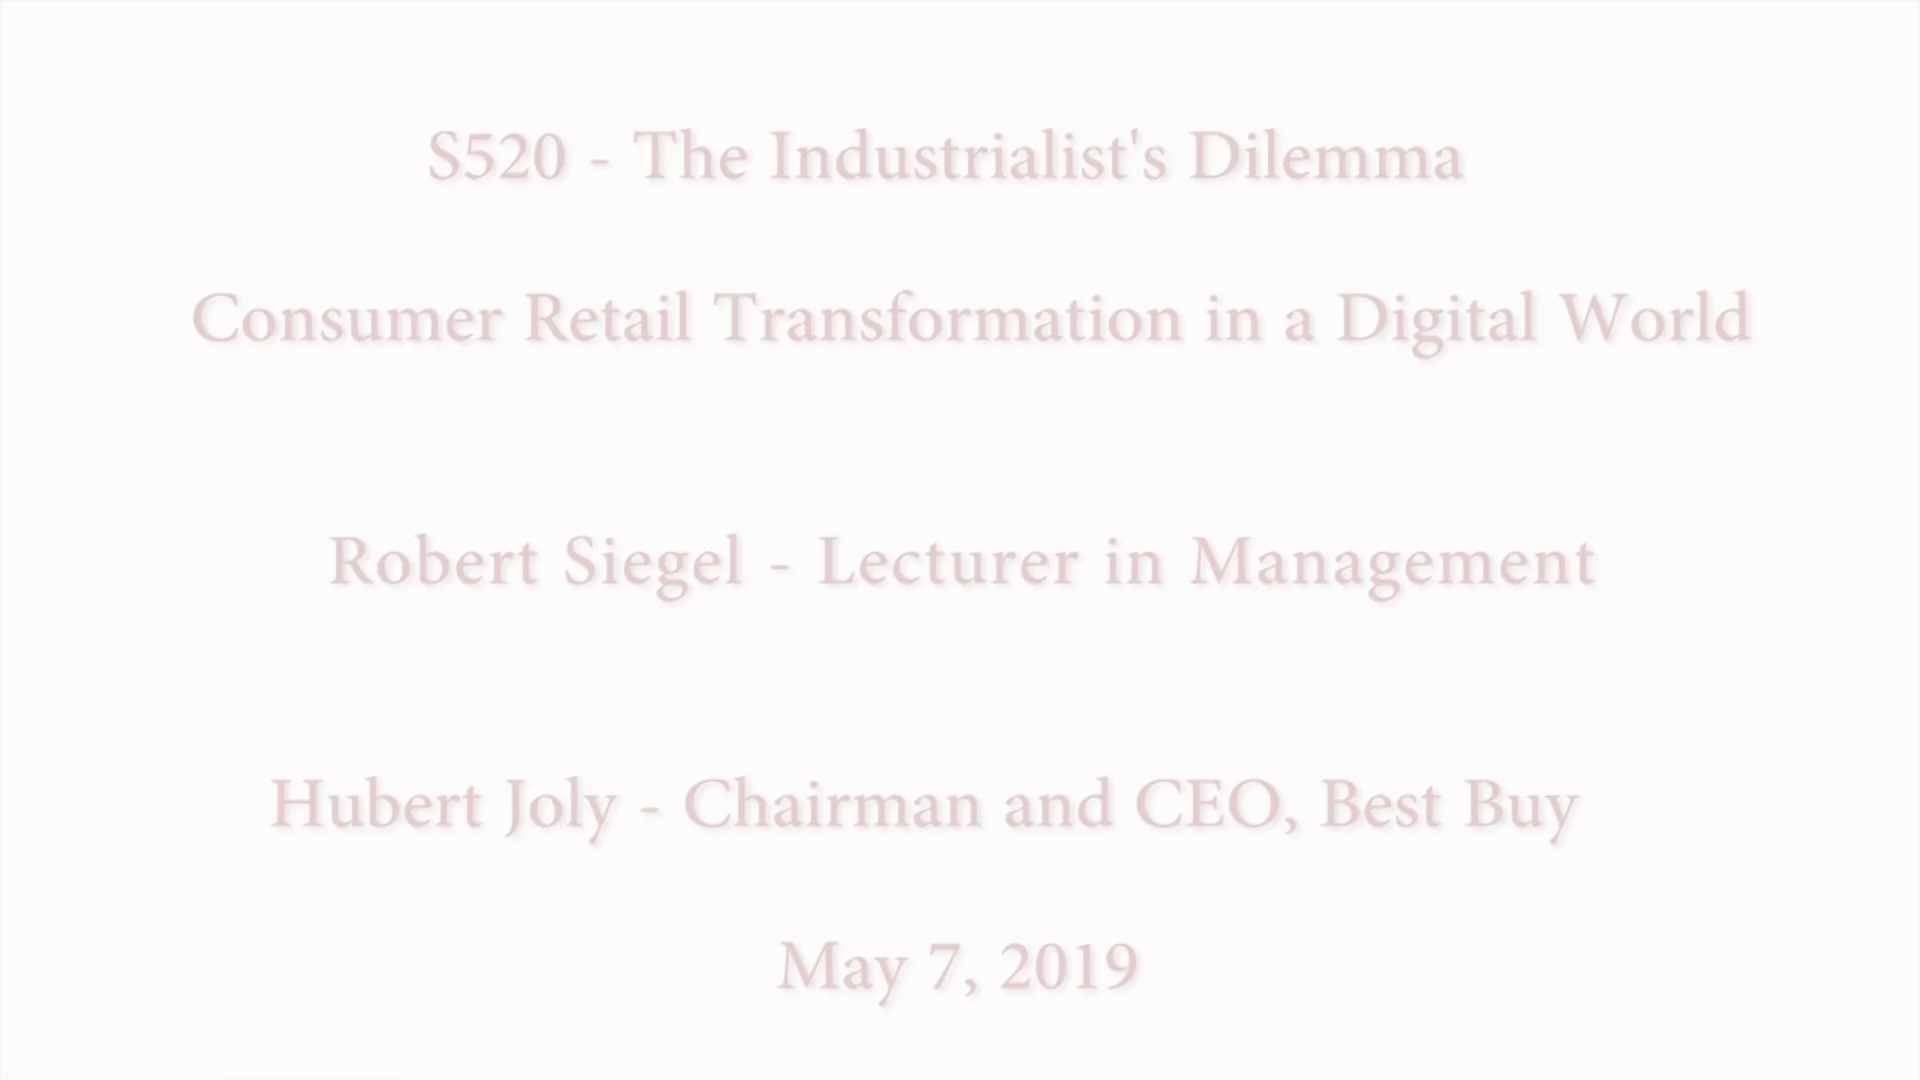 S520 - The Industrialist's Dilemma
Consumer Retail Transformation in a Digital World
Robert Siegel - Lecturer in Management
Hubert Joly - Chairman and CEO, Best Buy
May 7, 2019